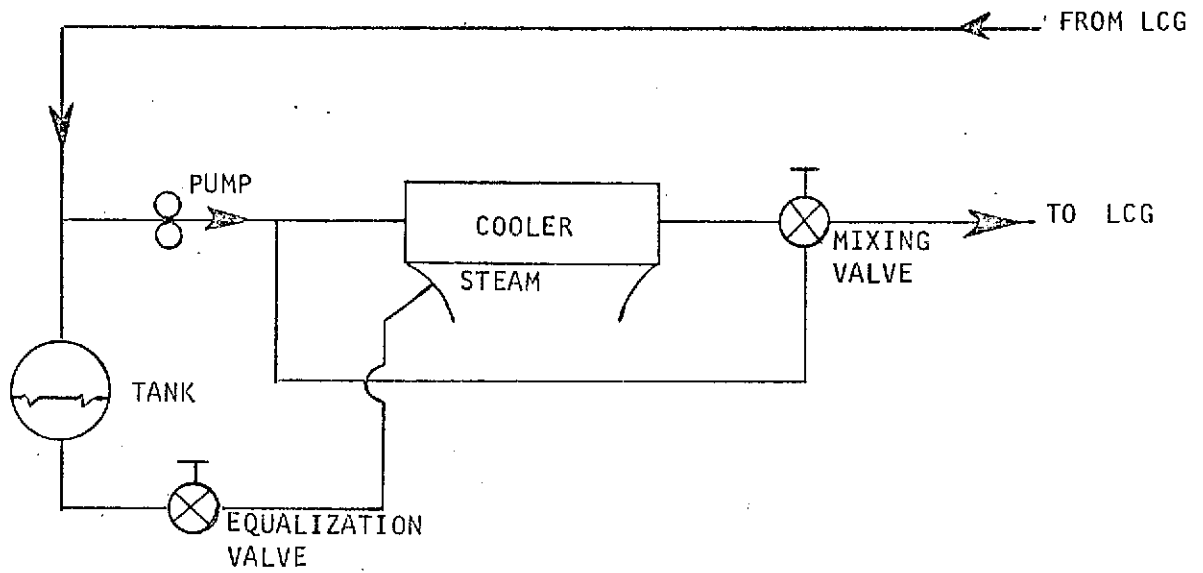 FROM LCG
PUMP
COOLER
TO LCG
MIXING
VALVE
STEAM
TANK
EQUALIZATION
VALVE